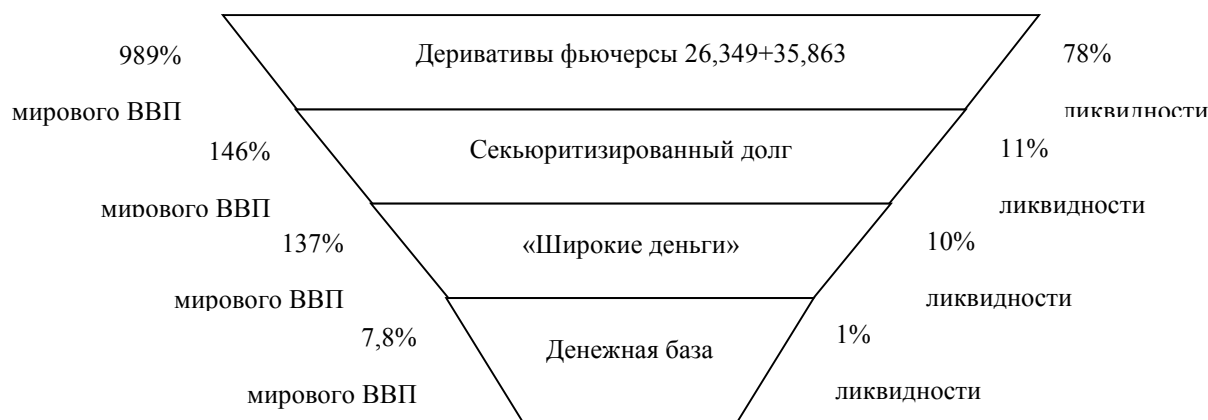 989%
мирового ВВП
Деривативы фьючерсы 26,349+35,863
78%
ликвидности
146%
мирового ВВП
Секьюритизированный долг
11%
ликвидности
137%
мирового ВВП
«Широкие деньги»
10%
ликвидности
7,8%
мирового ВВП
Денежная база
1%
ликвидности